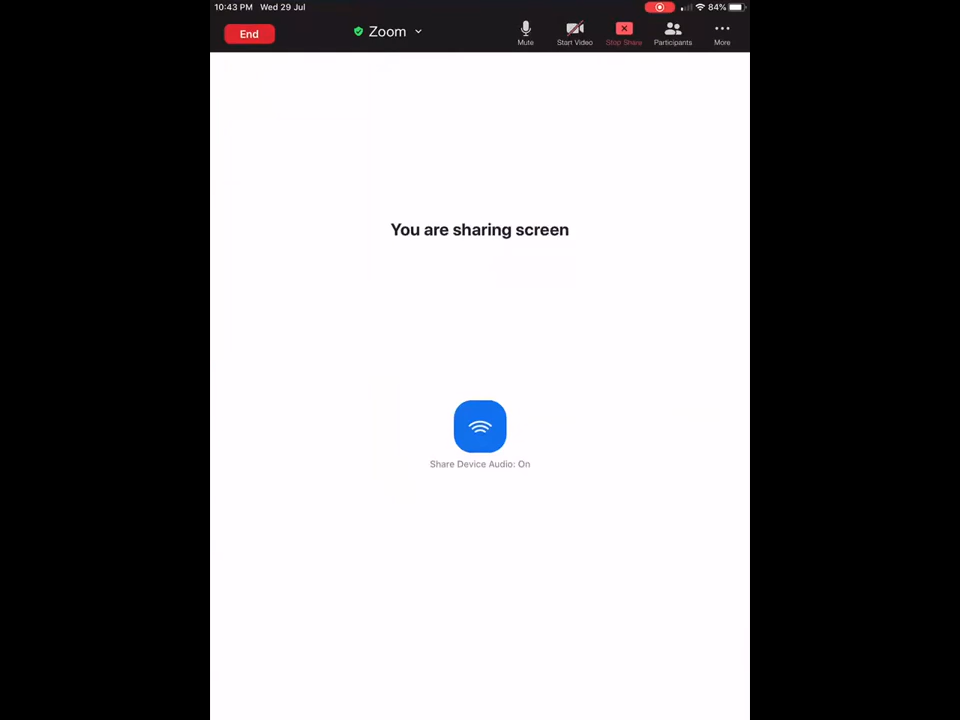 10:43 PM Wed 29 Jul 84%
End Zoom Mute Start Video Stop Share Participants More
You are sharing screen
Share Device Audio: On